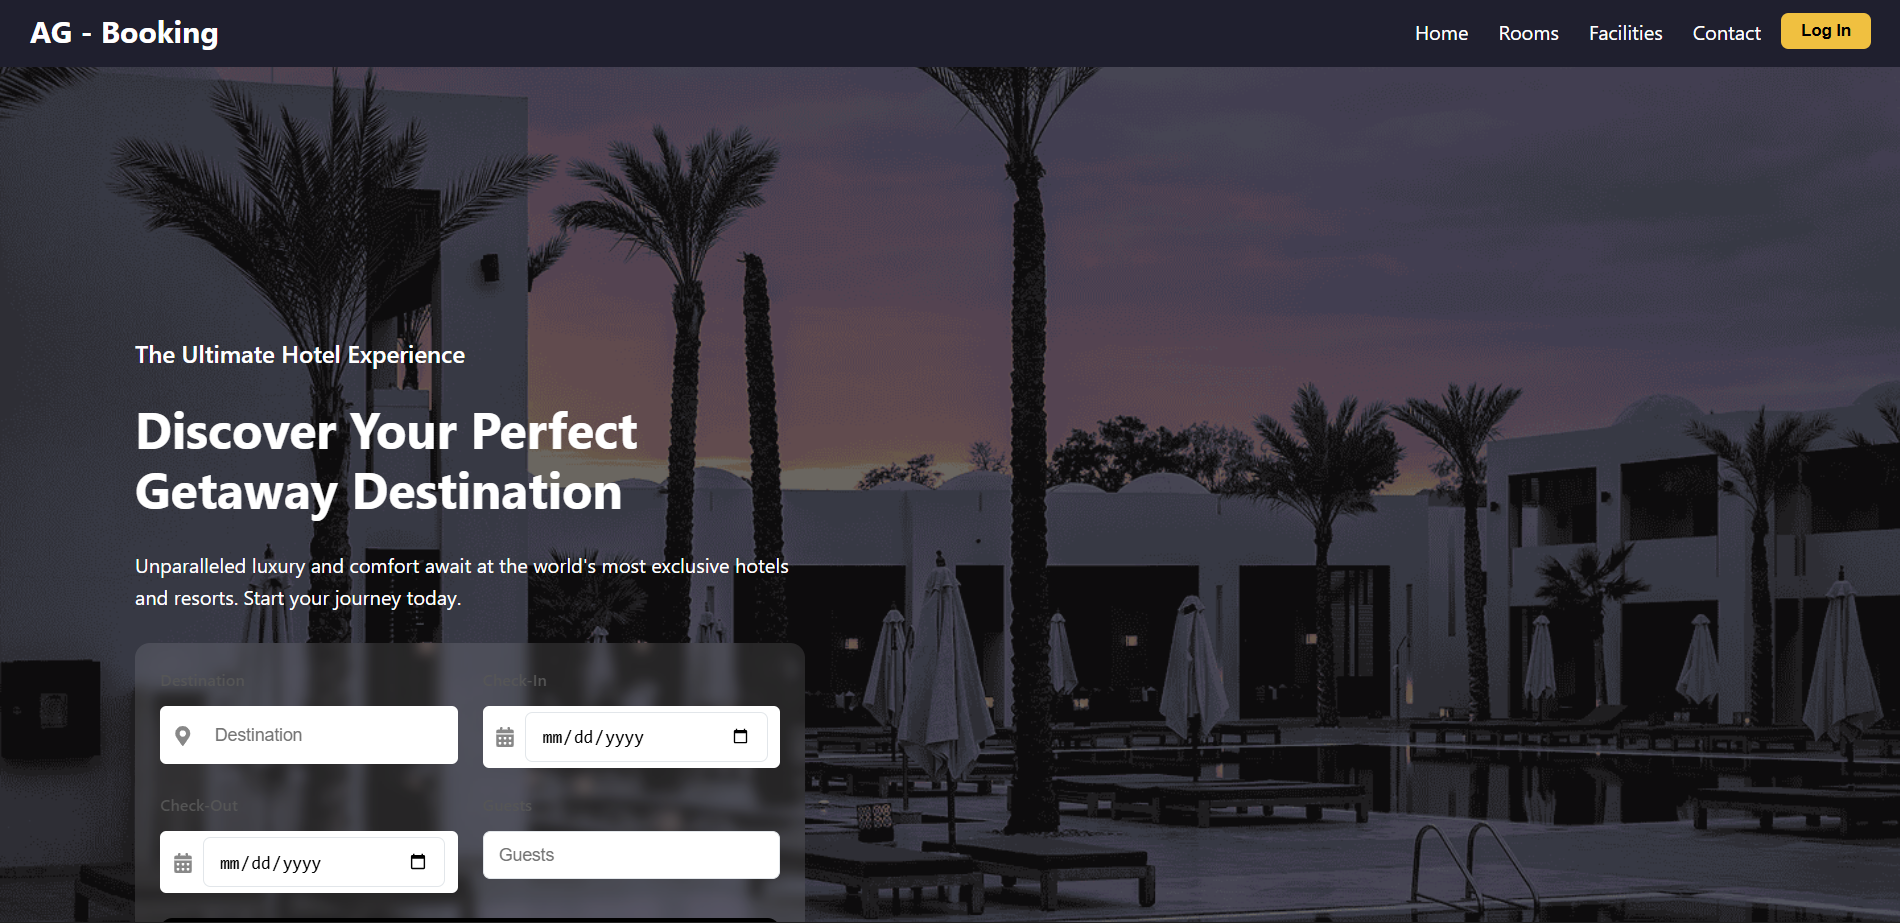 AG - Booking
Home Rooms Facilities Contact Log In
The Ultimate Hotel Experience
Discover Your Perfect
Getaway Destination
Unparalleled luxury and comfort await at the world's most exclusive hotels
and resorts. Start your journey today.
Destination Check-In
Destination mm/dd/yyyy
Check-Out Guests
mm/dd/yyyy Guests